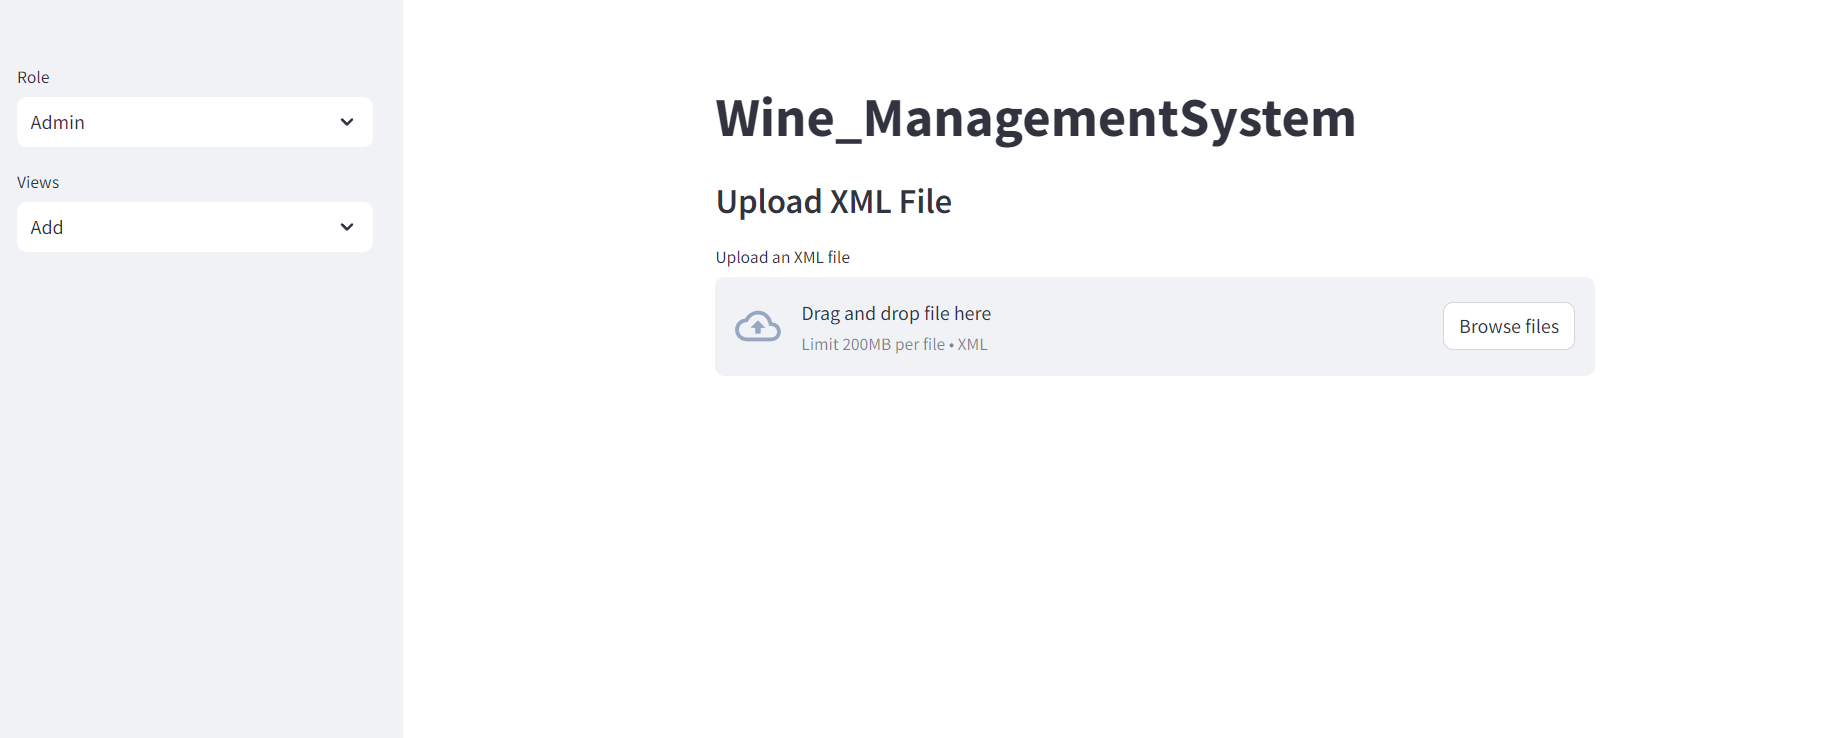 Role
Admin
Views
Add
Wine_ManagementSystem
Upload XML File
Upload an XML file
Drag and drop file here
Limit 200MB per file • XML
Browse files